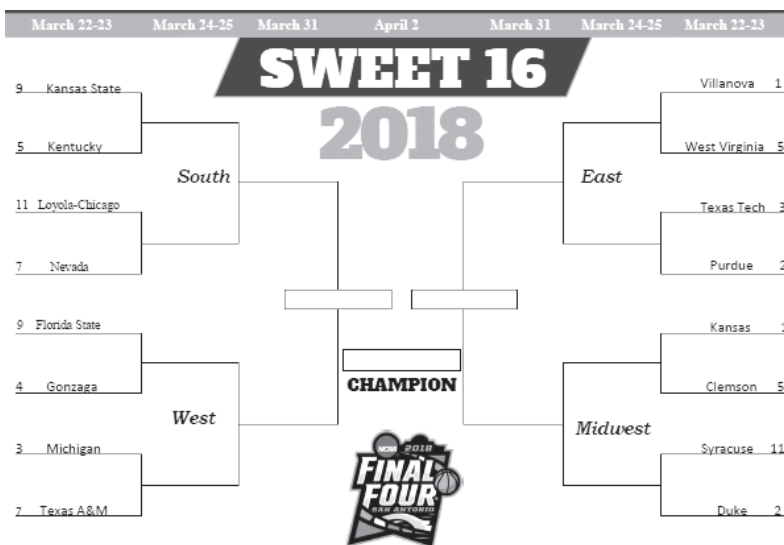 March 22-23 March 24-25 March 31 April 2 March 31 March 24-25 March 22-23
SWEET 16
2018
9 Kansas State
5 Kentucky
South
11 Loyola-Chicago
7 Nevada
9 Florida State
4 Gonzaga
West
3 Michigan
7 Texas A&M
Villanova 1
West Virginia 5
East
Texas Tech 3
Purdue 2
Kansas 1
Clemson 5
Midwest
Syracuse 11
Duke 2
CHAMPION
NCAA 2018
FINAL
FOUR
SAN ANTONIO